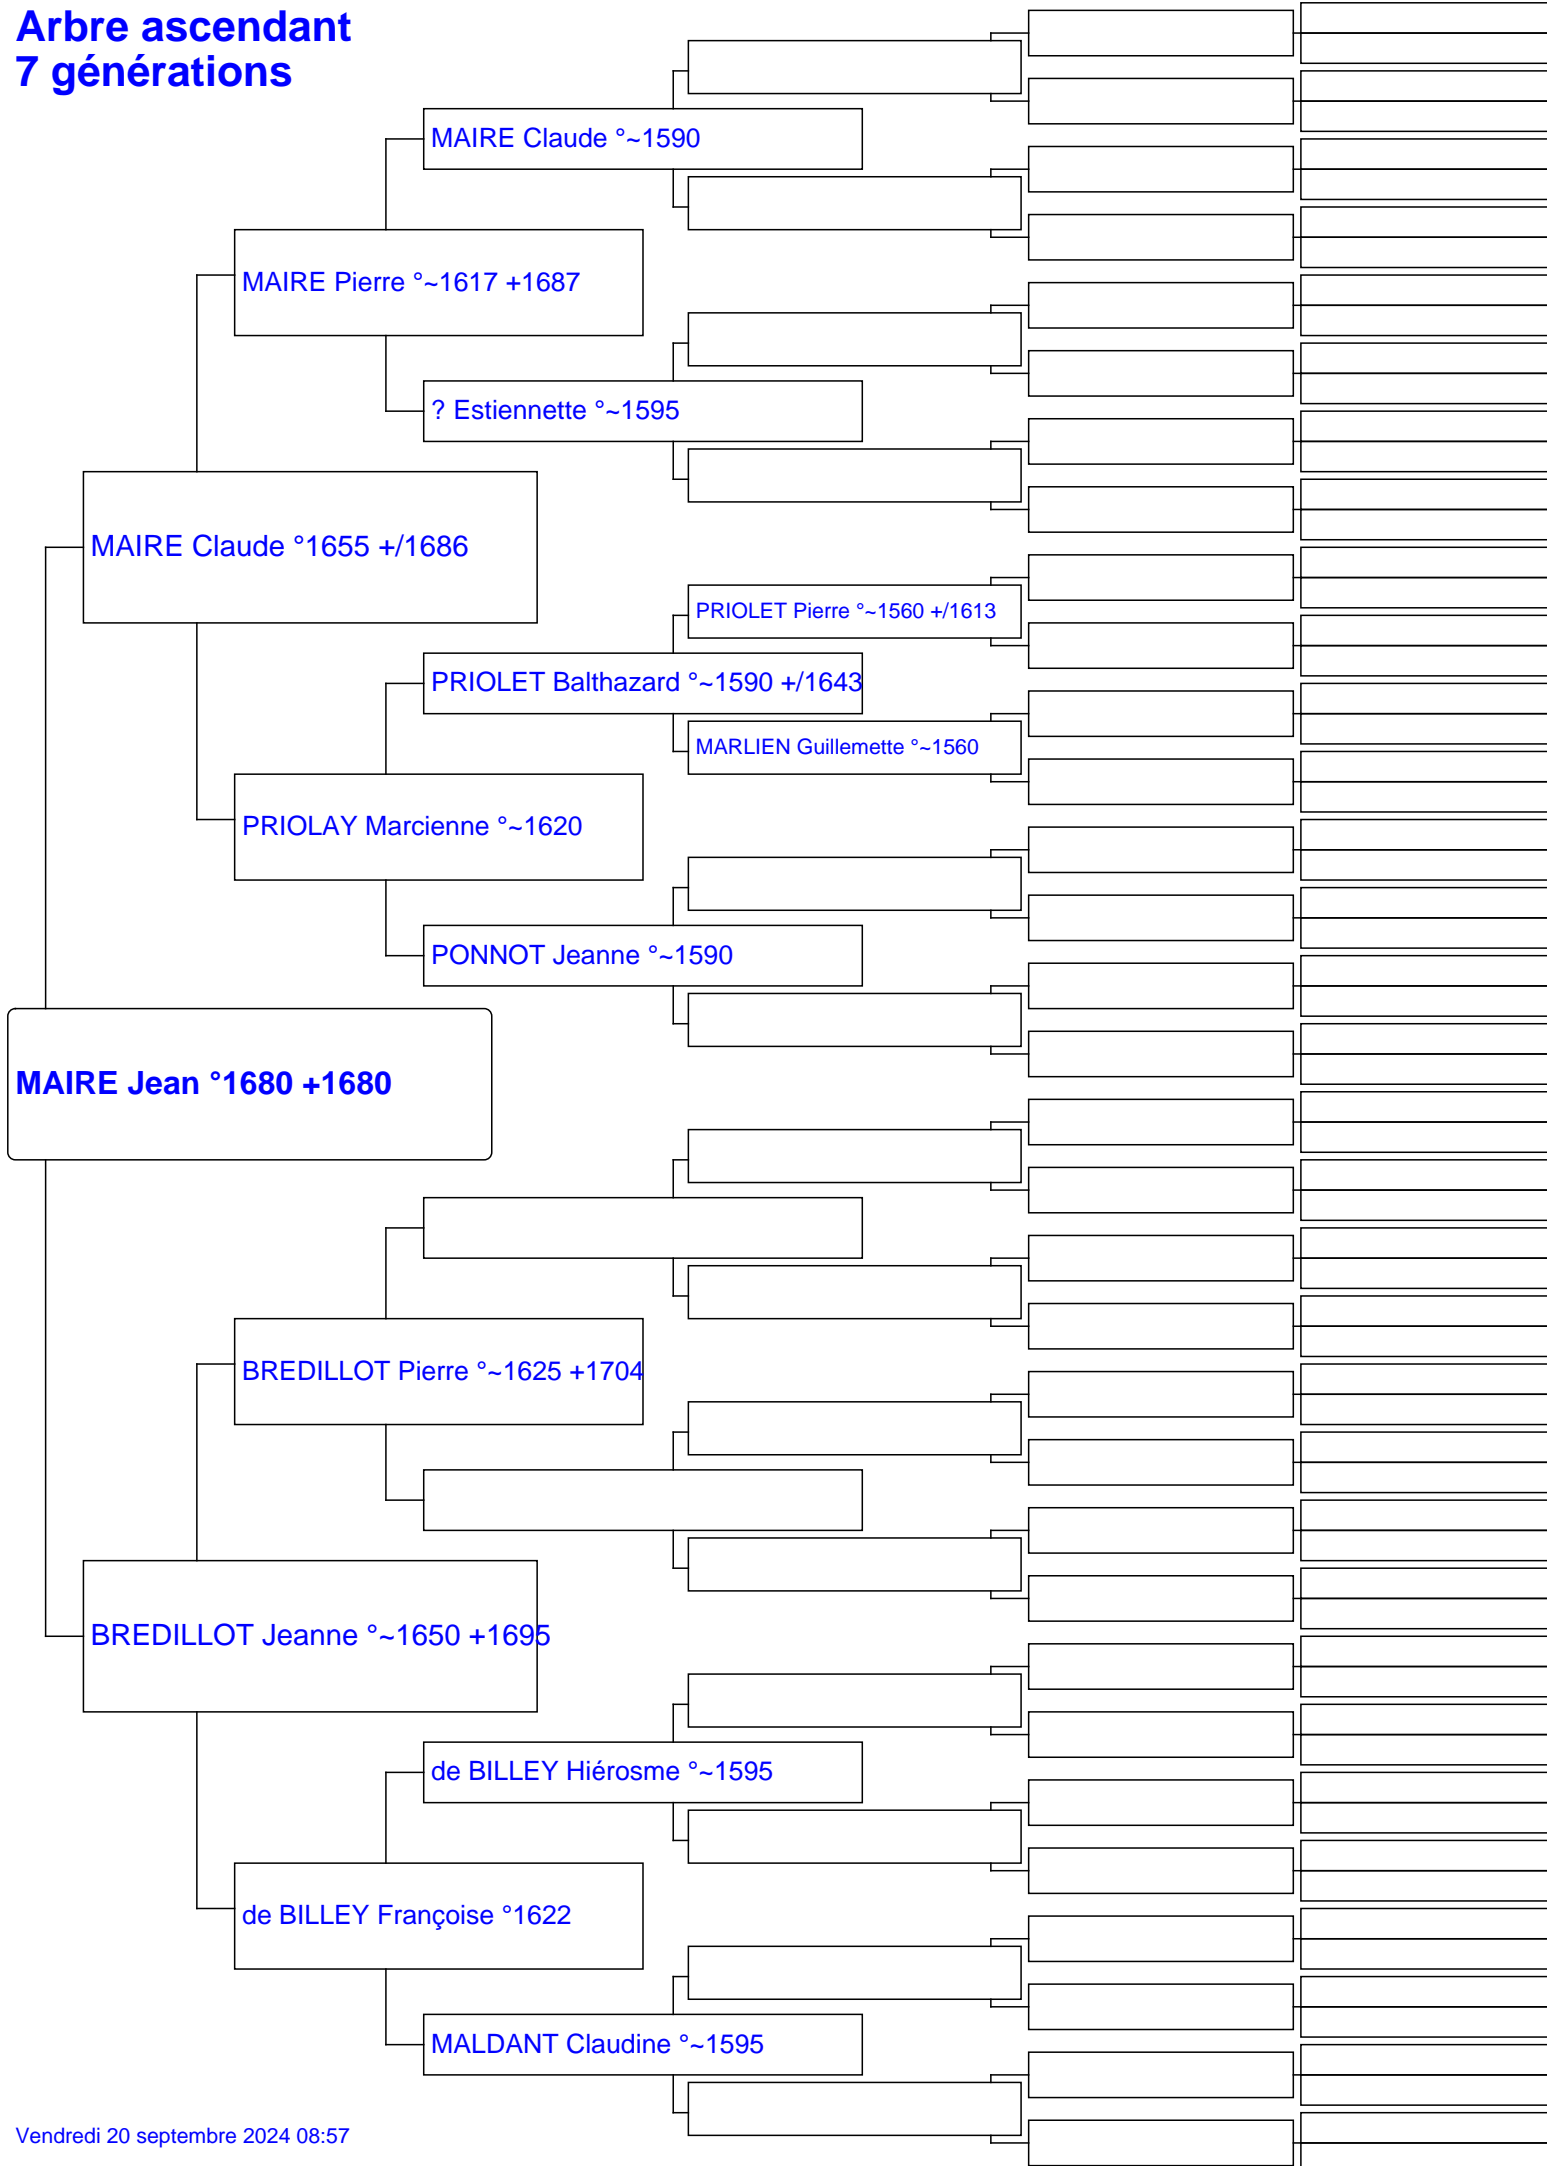 Arbre ascendant
7 générations
MAIRE Claude °~1590
MAIRE Pierre °~1617 +1687
? Estiennette °~1595
MAIRE Claude °1655 +/1686
PRIOLET Pierre °~1560 +/1613
PRIOLET Balthazard °~1590 +/1643
MARLIEN Guillemette °~1560
PRIOLAY Marcienne °~1620
PONNOT Jeanne °~1590
MAIRE Jean °1680 +1680
BREDILLOT Pierre °~1625 +1704
BREDILLOT Jeanne °~1650 +1695
de BILLEY Hiérosme °~1595
de BILLEY Françoise °1622
MALDANT Claudine °~1595
Vendredi 20 septembre 2024 08:57